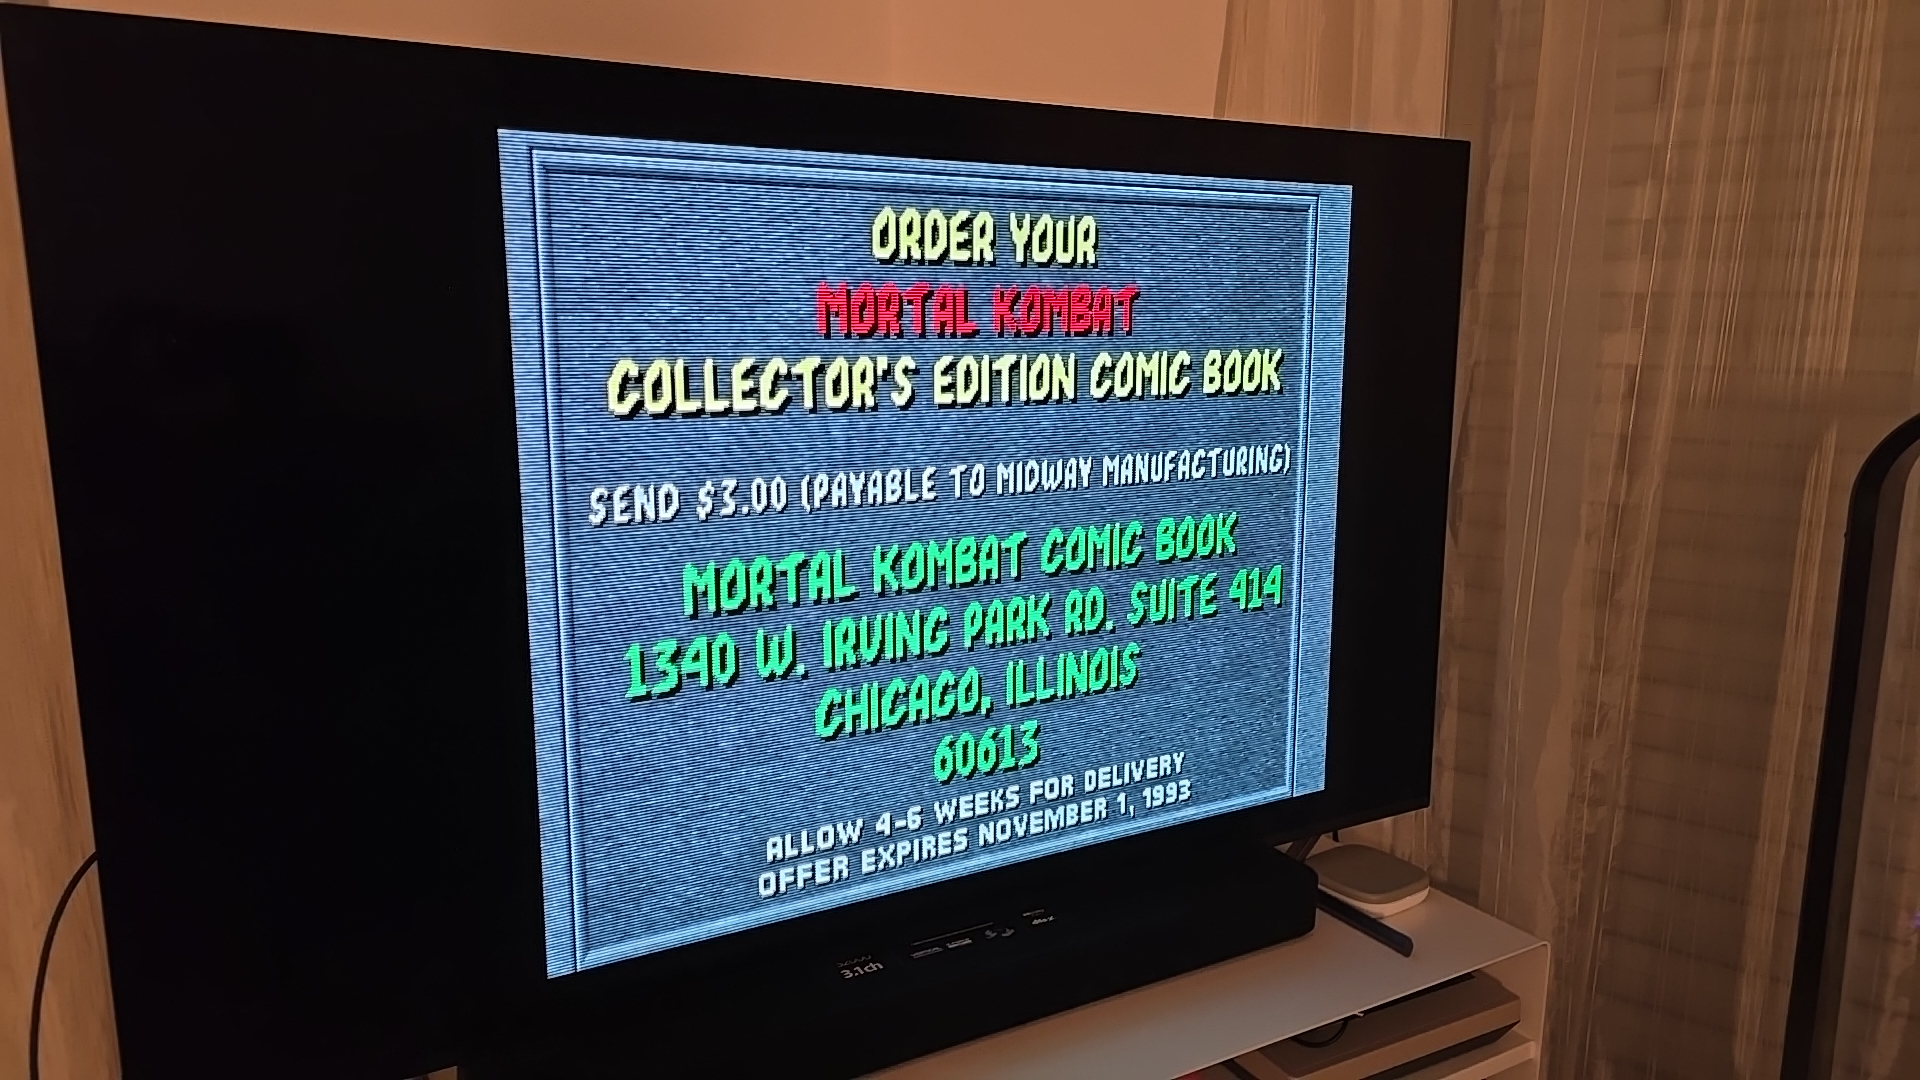 ORDER YOUR
MORTAL KOMBAT
COLLECTOR'S EDITION COMIC BOOK
SEND $3.00 (PAYABLE TO MIDWAY MANUFACTURING)
MORTAL KOMBAT COMIC BOOK
1340 W. IRVING PARK RD. SUITE 414
CHICAGO, ILLINOIS
60613
ALLOW 4-6 WEEKS FOR DELIVERY
OFFER EXPIRES NOVEMBER 1, 1993
3.1ch